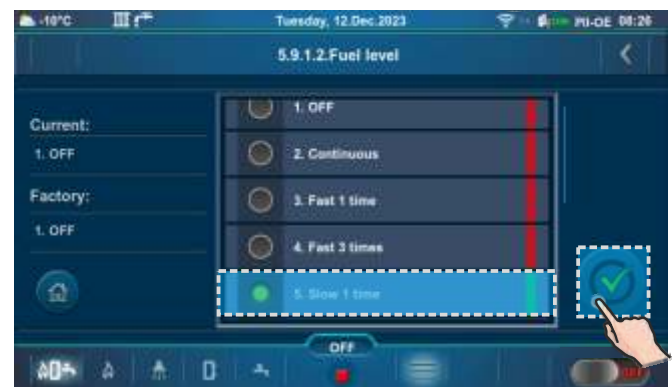 -10°C Tuesday, 12.Dec.2023 PI-OE 08:26
5.9.1.2.Fuel level
Current:
1. OFF
Factory:
1. OFF
1. OFF
2. Continuous
3. Fast 1 time
4. Fast 3 times
5. Slow 1 time
OFF
OFF